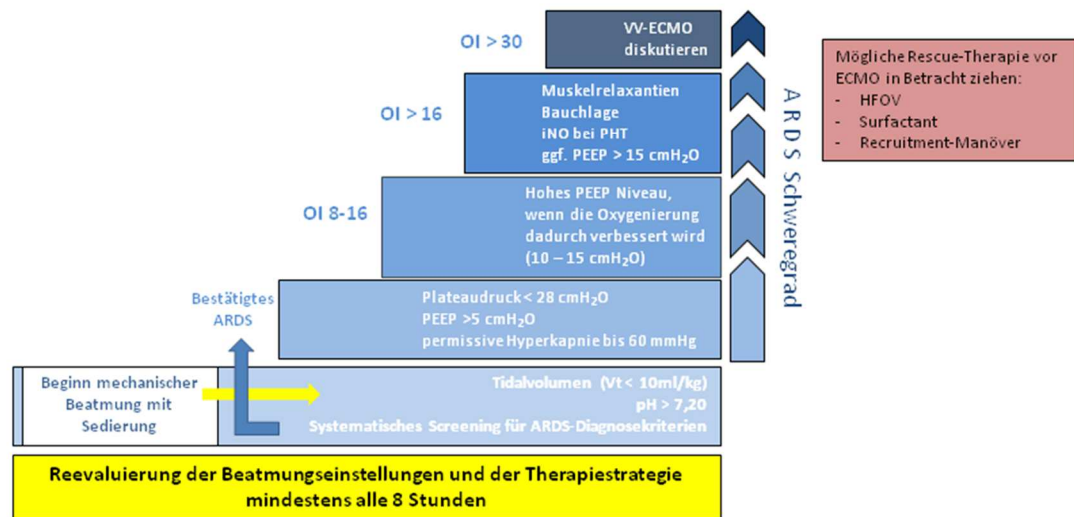 VV-ECMO
diskutieren
OI > 30
Muskelrelaxantien
Bauchlage
iNO bei PHT
ggf. PEEP > 15 cmH₂O
OI > 16
Hohes PEEP Niveau,
wenn die Oxygenierung
dadurch verbessert wird
(10 – 15 cmH₂O)
OI 8-16
Plateaudruck < 28 cmH₂O
PEEP >5 cmH₂O
permissive Hyperkapnie bis 60 mmHg
Bestätigtes
ARDS
Beginn mechanischer
Beatmung mit
Sedierung
Tidalvolumen (Vt < 10ml/kg)
pH > 7,20
Systematisches Screening für ARDS-Diagnosekriterien
Reevaluierung der Beatmungseinstellungen und der Therapiestrategie
mindestens alle 8 Stunden
ARDS Schweregrad
Mögliche Rescue-Therapie vor
ECMO in Betracht ziehen:
- HFOV
- Surfactant
- Recruitment-Manöver